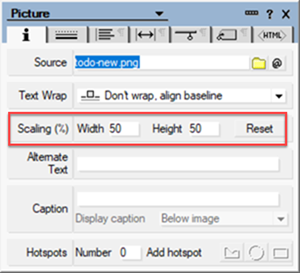 Picture ? X
i <HTML>
Source todo-new.png @
Text Wrap Don't wrap, align baseline
Scaling (%) Width 50 Height 50 Reset
Alternate
Text
Caption
Display caption Below image
Hotspots Number 0 Add hotspot